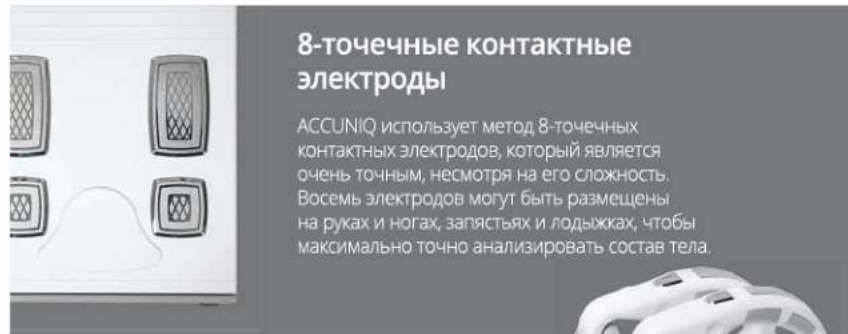 8-точечные контактные
электроды
ACCUNIQ использует метод 8-точечных
контактных электродов, который является
очень точным, несмотря на его сложность.
Восемь электродов могут быть размещены
на руках и ногах, запястьях и лодыжках, чтобы
максимально точно анализировать состав тела.